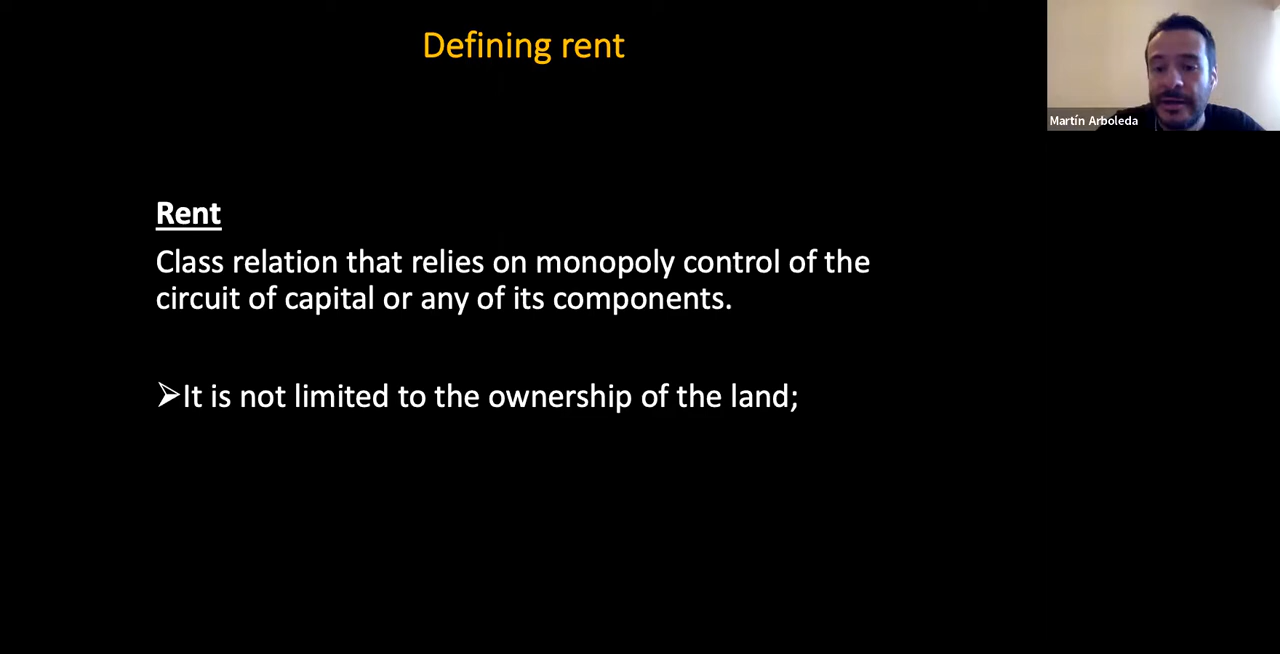 Defining rent
Martín Arboleda
Rent
Class relation that relies on monopoly control of the
circuit of capital or any of its components.
➢It is not limited to the ownership of the land;